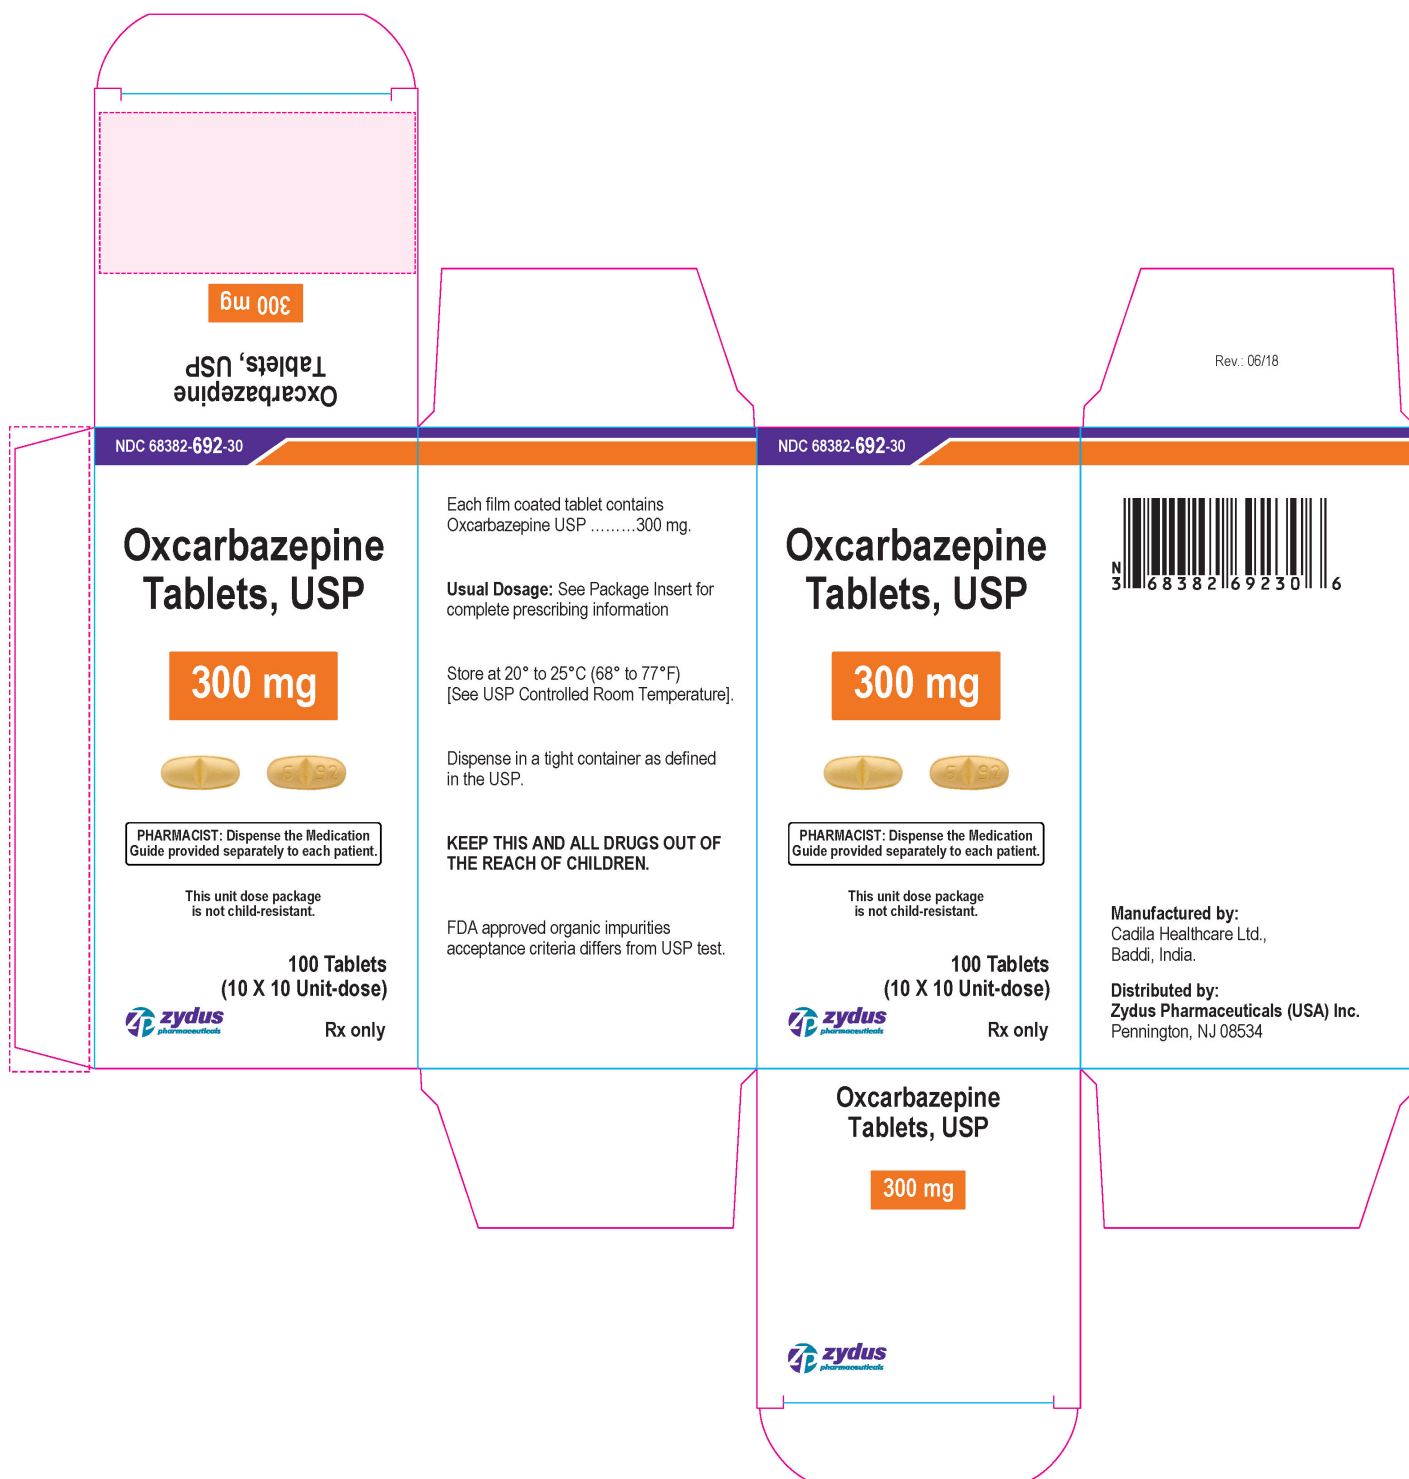 300 mg
Oxcarbazepine
Tablets, USP
Rev.: 06/18
NDC 68382-692-30
Oxcarbazepine
Tablets, USP
300 mg
6 92
PHARMACIST: Dispense the Medication
Guide provided separately to each patient.
This unit dose package
is not child-resistant.
100 Tablets
(10 X 10 Unit-dose)
zydus
pharmaceuticals
Rx only
Each film coated tablet contains
Oxcarbazepine USP .........300 mg.
Usual Dosage: See Package Insert for
complete prescribing information
Store at 20° to 25°C (68° to 77°F)
[See USP Controlled Room Temperature].
Dispense in a tight container as defined
in the USP.
KEEP THIS AND ALL DRUGS OUT OF
THE REACH OF CHILDREN.
FDA approved organic impurities
acceptance criteria differs from USP test.
NDC 68382-692-30
Oxcarbazepine
Tablets, USP
300 mg
6 92
PHARMACIST: Dispense the Medication
Guide provided separately to each patient.
This unit dose package
is not child-resistant.
100 Tablets
(10 X 10 Unit-dose)
zydus
pharmaceuticals
Rx only
N
3 68382 69230 6
Manufactured by:
Cadila Healthcare Ltd.,
Baddi, India.
Distributed by:
Zydus Pharmaceuticals (USA) Inc.
Pennington, NJ 08534
Oxcarbazepine
Tablets, USP
300 mg
zydus
pharmaceuticals